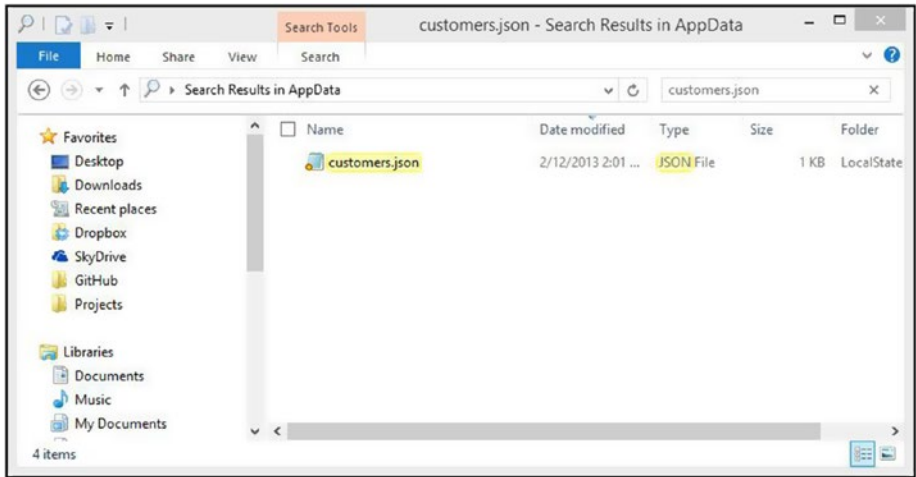 Search Tools customers.json - Search Results in AppData
File Home Share View Search
Search Results in AppData customers.json
Favorites
Desktop
Downloads
Recent places
Dropbox
SkyDrive
GitHub
Projects
Libraries
Documents
Music
My Documents
Name Date modified Type Size Folder
customers.json 2/12/2013 2:01 ... JSON File 1 KB LocalState
4 items